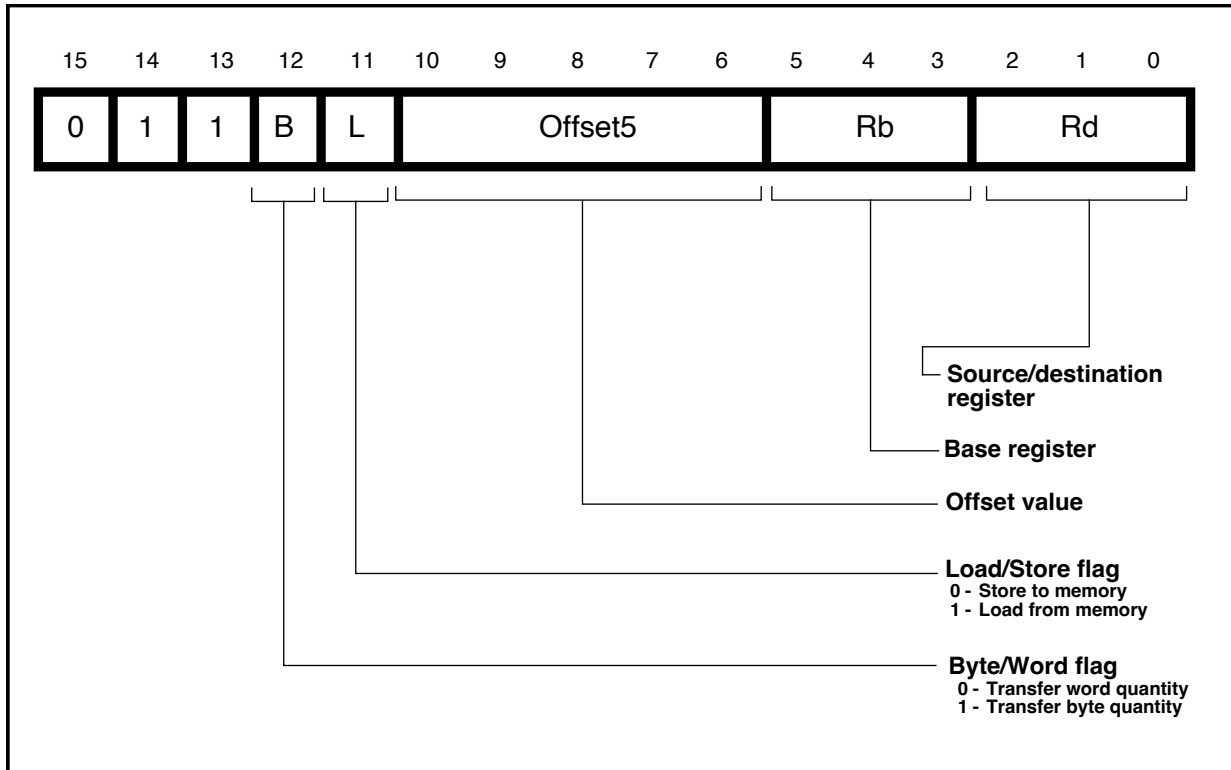 15 14 13 12 11 10 9 8 7 6 5 4 3 2 1 0
0 1 1 B L Offset5 Rb Rd
Source/destination
register
Base register
Offset value
Load/Store flag
0 - Store to memory
1 - Load from memory
Byte/Word flag
0 - Transfer word quantity
1 - Transfer byte quantity